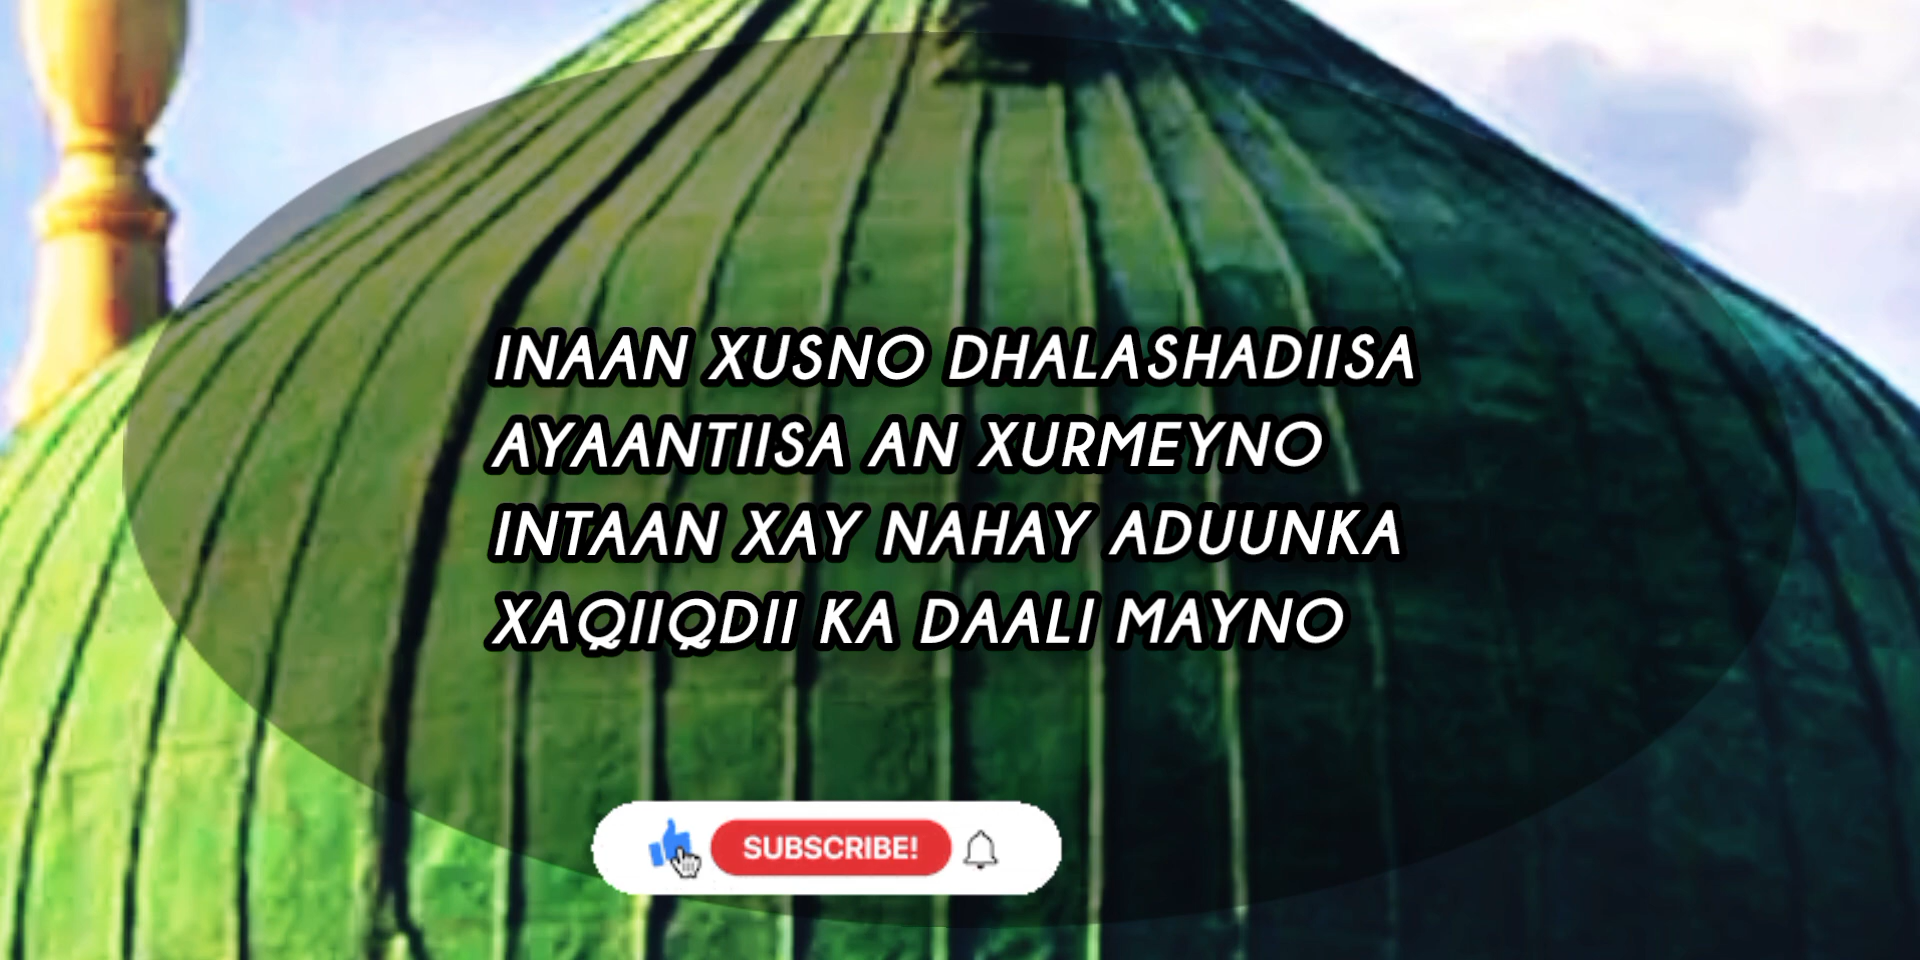 INAAN XUSNO DHALASHADIISA
AYAANTIISA AN XURMEYNO
INTAAN XAY NAHAY ADUUNKA
XAQIIQDII KA DAALI MAYNO
SUBSCRIBE!